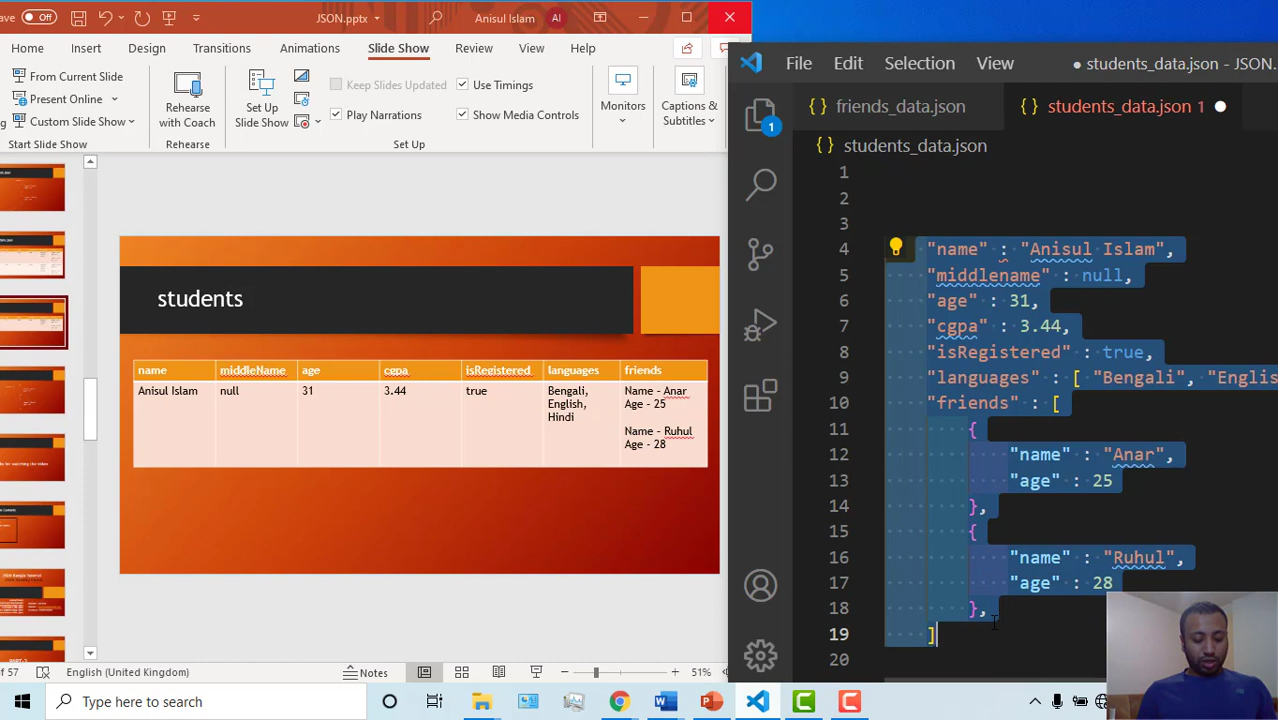 ave Off JSON.pptx Anisul Islam AI
Home Insert Design Transitions Animations Slide Show Review View Help
From Current Slide
Present Online
Custom Slide Show
Start Slide Show
Rehearse
with Coach
Rehearse
Set Up
Slide Show
Keep Slides Updated
Play Narrations
Use Timings
Show Media Controls
Set Up
Monitors
Captions &
Subtitles
students
name middleName age cgpa isRegistered languages friends
Anisul Islam null 31 3.44 true Bengali, Name - Anar
English, Age - 25
Hindi
Name - Ruhul
Age - 28
of 57 English (United Kingdom) Notes 51%
File Edit Selection View ● students_data.json - JSON.
{ } friends_data.json { } students_data.json 1
{ } students_data.json
1
2
3
4 "name" : "Anisul Islam",
5 "middlename" : null,
6 "age" : 31,
7 "cgpa" : 3.44,
8 "isRegistered" : true,
9 "languages" : [ "Bengali", "Englis
10 "friends" : [
11 {
12 "name" : "Anar",
13 "age" : 25
14 },
15 {
16 "name" : "Ruhul",
17 "age" : 28
18 },
19 ]
20
1
Type here to search